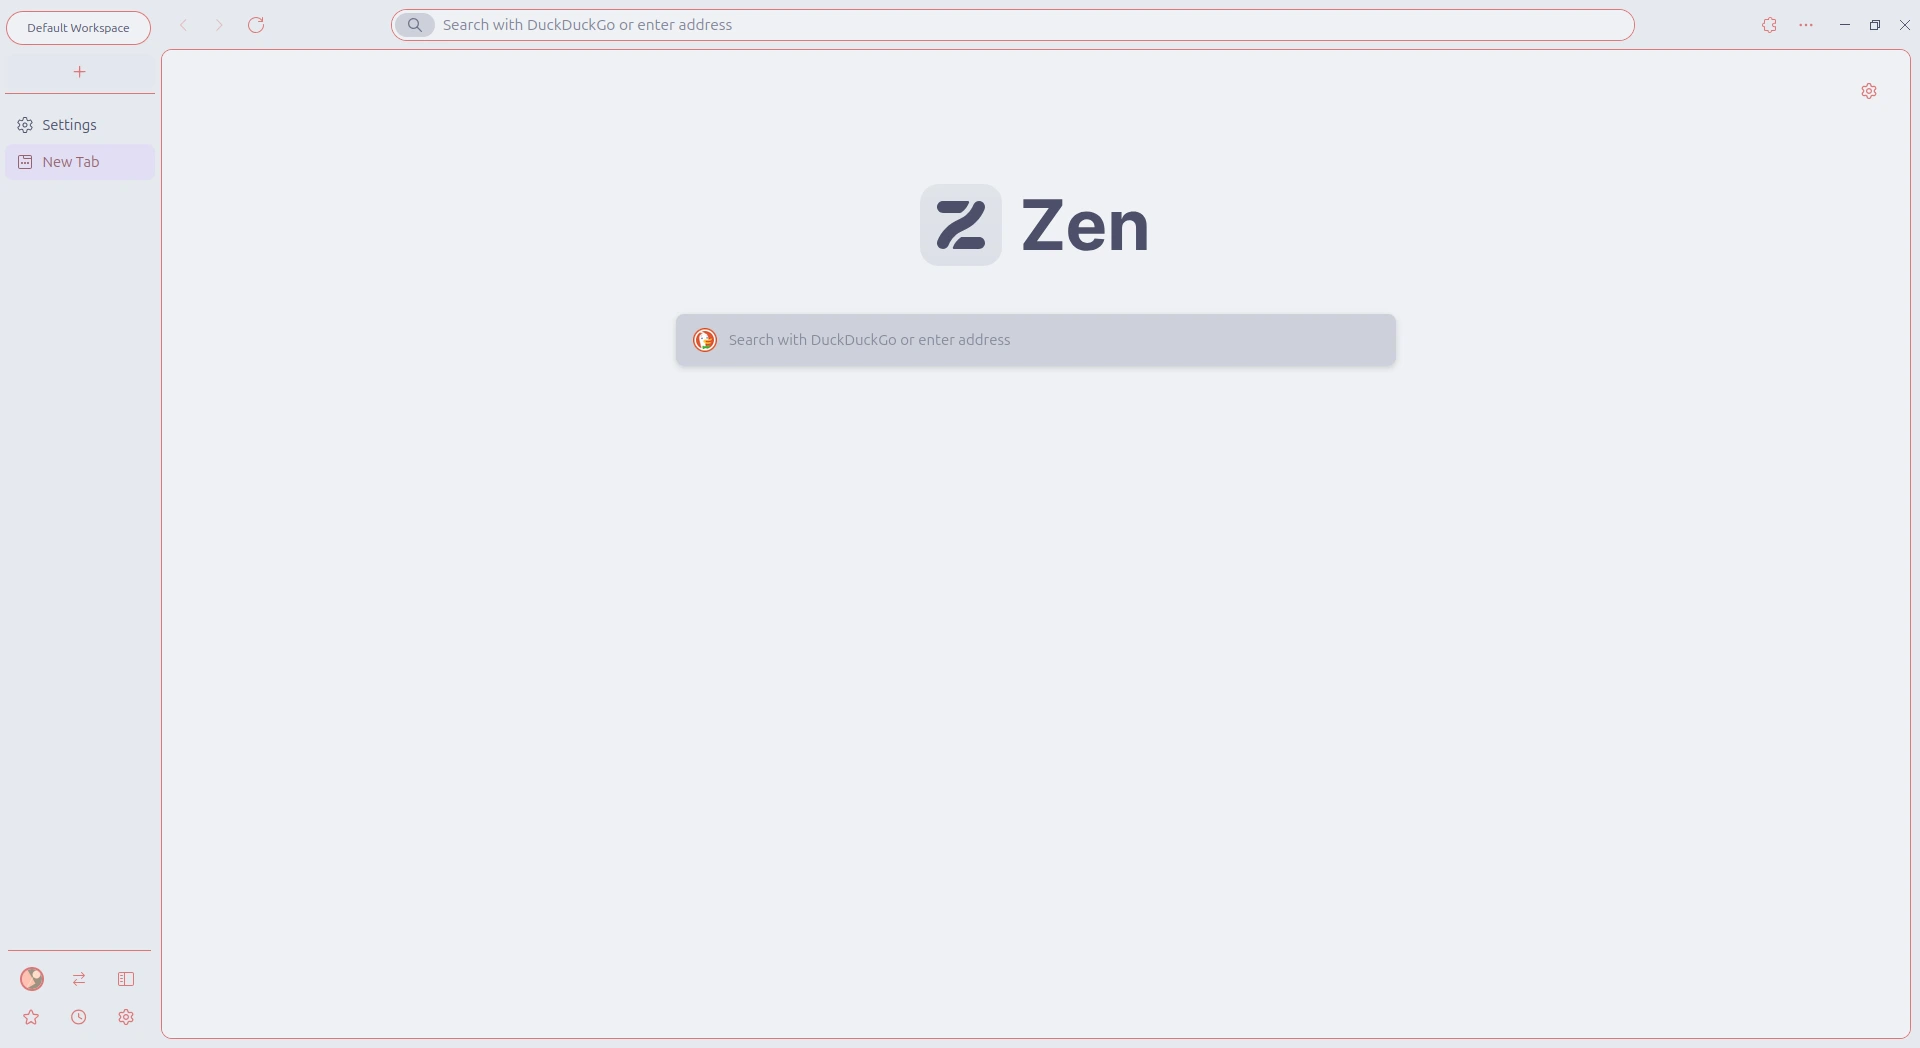 Default Workspace
Search with DuckDuckGo or enter address
Settings
New Tab
Zen
Search with DuckDuckGo or enter address